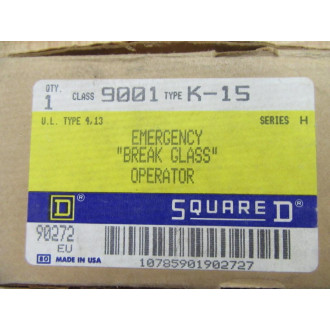 QTY. 1 CLASS 9001 TYPE K-15
U.L. TYPE 4,13 SERIES H
EMERGENCY
"BREAK GLASS"
OPERATOR
D ® SQUARE D ®
90272
EU
MADE IN USA
10785901902727